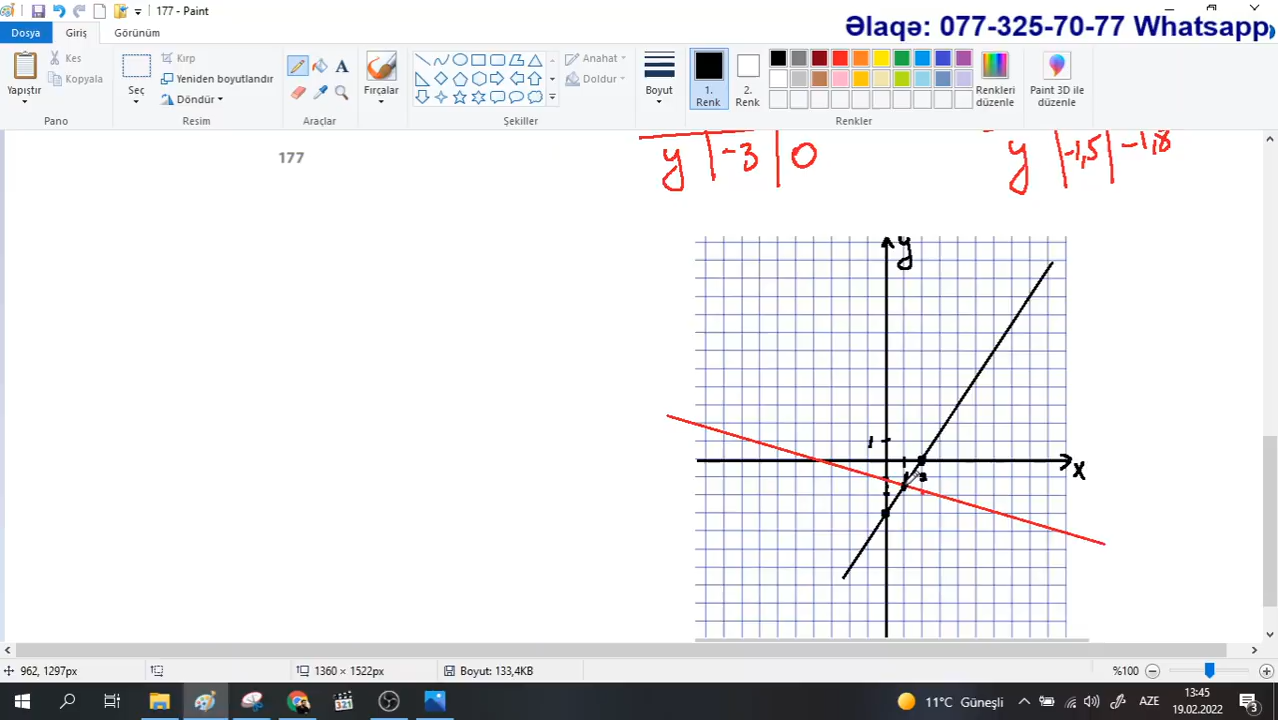 177 - Paint
Əlaqə: 077-325-70-77 Whatsapp
Dosya Giriş Görünüm
Yapıştır
Kes
Kopyala
Pano
Seç
Kırp
Yeniden boyutlandır
Döndür
Resim
A
Araçlar
Fırçalar
Anahat
Doldur
Şekiller
Boyut
1. Renk
2. Renk
Renkleri düzenle
Renkler
Paint 3D ile düzenle
y | -3 | 0
y | -1,5 | -1,8
177
y
1
x
962, 1297px
1360 × 1522px
Boyut: 133,4KB
%100
11°C Güneşli
AZE
13:45
19.02.2022
3